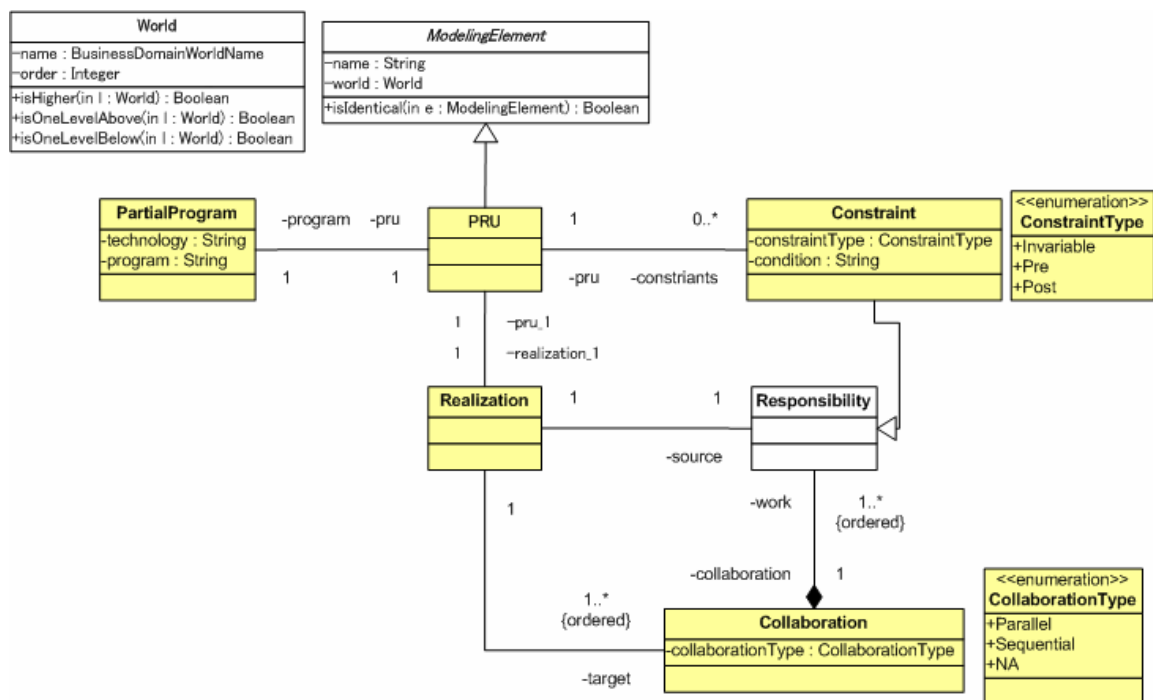 World
-name : BusinessDomainWorldName
-order : Integer
+isHigher(in l : World) : Boolean
+isOneLevelAbove(in l : World) : Boolean
+isOneLevelBelow(in l : World) : Boolean
ModelingElement
-name : String
-world : World
+isIdentical(in e : ModelingElement) : Boolean
PartialProgram
-technology : String
-program : String
-program
-pru
1
1
PRU
1
0..*
-pru
-constriants
Constraint
-constraintType : ConstraintType
-condition : String
<<enumeration>>
ConstraintType
+Invariable
+Pre
+Post
1
-pru_1
1
-realization_1
Realization
1
1
-source
Responsibility
1
-work
1..*
{ordered}
-collaboration
1
1..*
{ordered}
-target
Collaboration
-collaborationType : CollaborationType
<<enumeration>>
CollaborationType
+Parallel
+Sequential
+NA